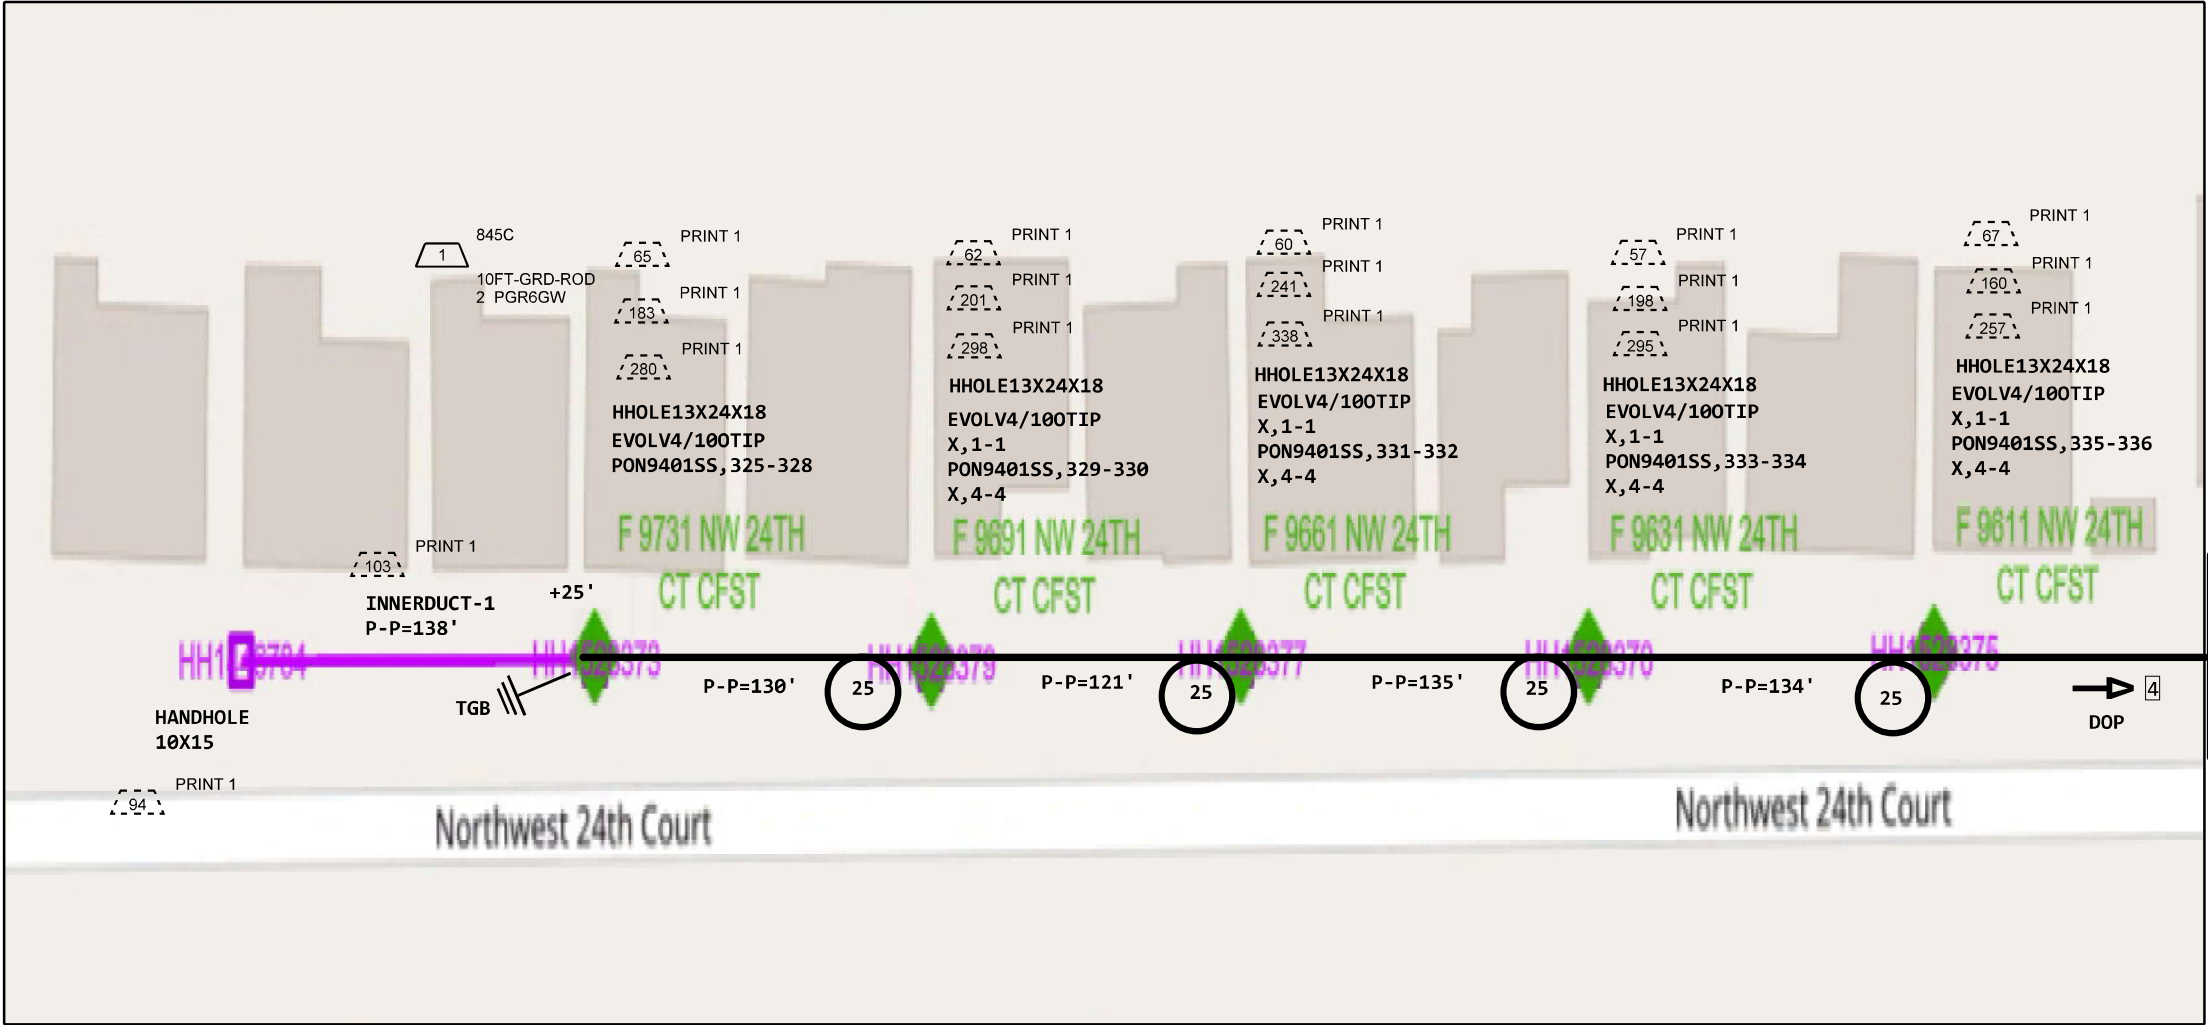 845C
1
10FT-GRD-ROD
2 PGR6GW
PRINT 1
65
PRINT 1
183
PRINT 1
280
HHOLE13X24X18
EVOLV4/10OTIP
PON9401SS,325-328
F 9731 NW 24TH
CT CFST
PRINT 1
62
PRINT 1
201
PRINT 1
298
HHOLE13X24X18
EVOLV4/10OTIP
X,1-1
PON9401SS,329-330
X,4-4
F 9691 NW 24TH
CT CFST
PRINT 1
60
PRINT 1
241
PRINT 1
338
HHOLE13X24X18
EVOLV4/10OTIP
X,1-1
PON9401SS,331-332
X,4-4
F 9661 NW 24TH
CT CFST
PRINT 1
57
PRINT 1
198
PRINT 1
295
HHOLE13X24X18
EVOLV4/10OTIP
X,1-1
PON9401SS,333-334
X,4-4
F 9631 NW 24TH
CT CFST
PRINT 1
67
PRINT 1
160
PRINT 1
257
HHOLE13X24X18
EVOLV4/10OTIP
X,1-1
PON9401SS,335-336
X,4-4
F 9611 NW 24TH
CT CFST
PRINT 1
103
INNERDUCT-1
P-P=138'
+25'
TGB
P-P=130'
25
P-P=121'
25
P-P=135'
25
P-P=134'
25
4
DOP
HANDHOLE
10X15
PRINT 1
94
Northwest 24th Court
Northwest 24th Court